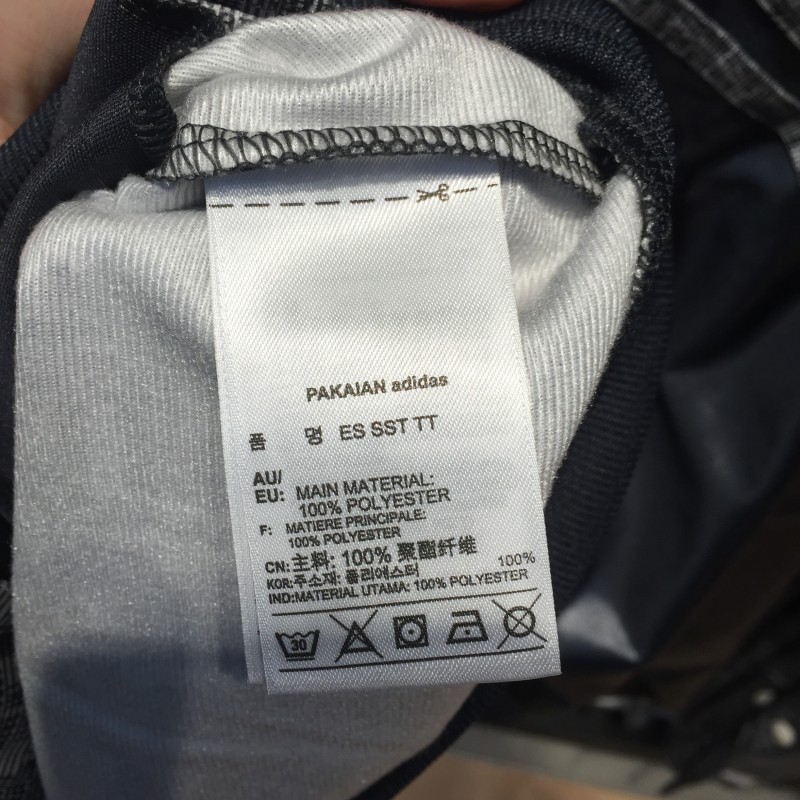 PAKAIAN adidas
품 명 ES SST TT
AU/
EU: MAIN MATERIAL:
100% POLYESTER
F: MATIERE PRINCIPALE:
100% POLYESTER
CN: 主料: 100% 聚酯纤维
KOR: 주소재: 폴리에스터 100%
IND: MATERIAL UTAMA: 100% POLYESTER
30